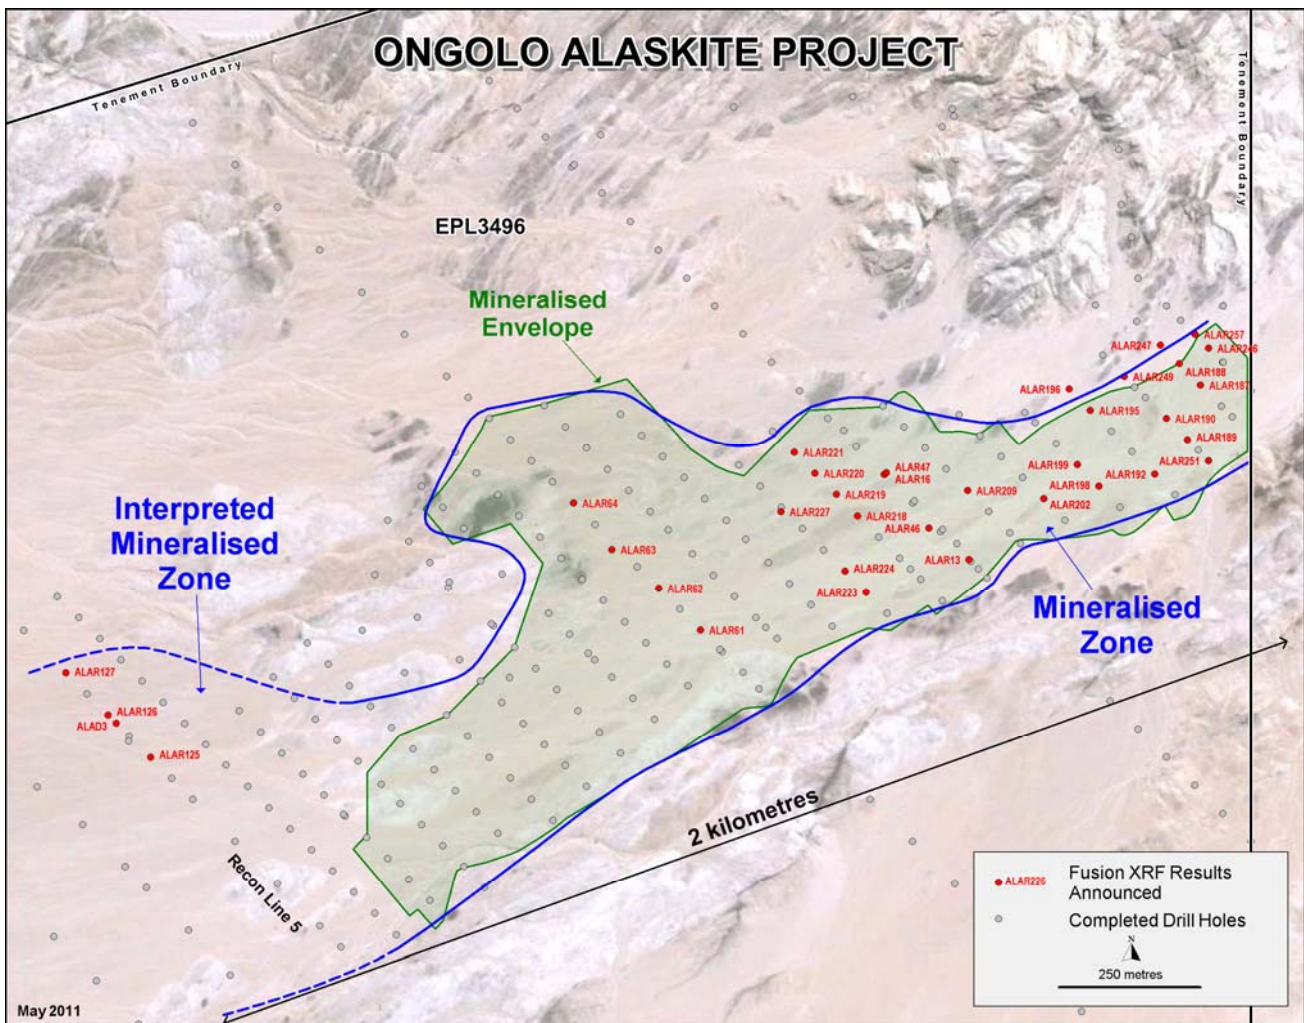 ONGOLO ALASKITE PROJECT
Tenement Boundary
Tenement Boundary
EPL3496
Mineralised
Envelope
ALAR257
ALAR247
ALAR246
ALAR188
ALAR249
ALAR187
ALAR196
ALAR195
ALAR190
ALAR189
ALAR221
ALAR251
ALAR47
ALAR199
ALAR220
ALAR16
ALAR192
ALAR198
ALAR219
ALAR209
ALAR64
ALAR202
ALAR227
ALAR218
ALAR46
Interpreted
Mineralised
Zone
ALAR63
ALAR13
ALAR224
ALAR62
ALAR223
Mineralised
Zone
ALAR61
ALAR127
ALAR126
ALAD3
ALAR125
2 kilometres
Recon Line 5
ALAR226
Fusion XRF Results
Announced
Completed Drill Holes
N
250 metres
May 2011